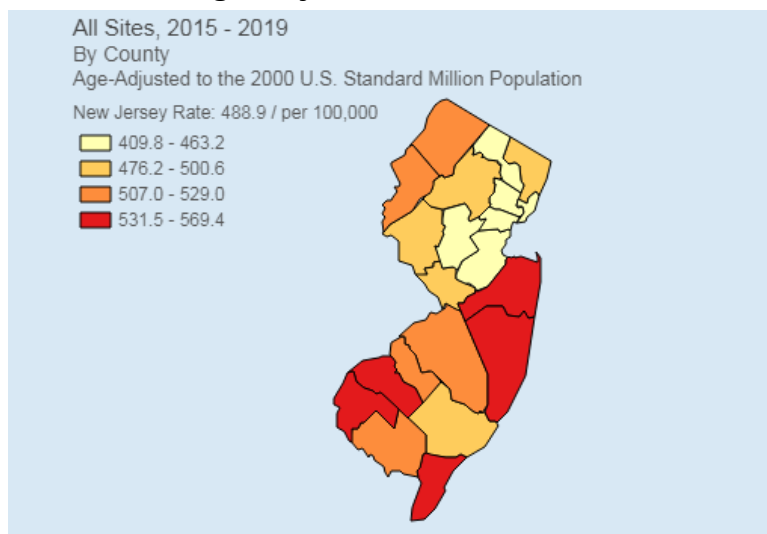 All Sites, 2015 - 2019
By County
Age-Adjusted to the 2000 U.S. Standard Million Population
New Jersey Rate: 488.9 / per 100,000
409.8 - 463.2
476.2 - 500.6
507.0 - 529.0
531.5 - 569.4